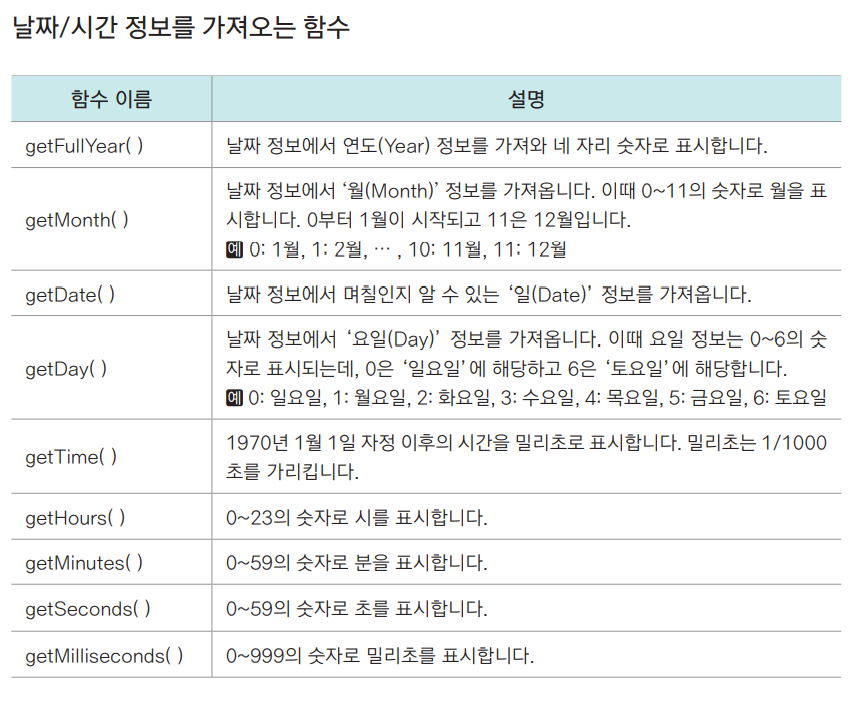 날짜/시간 정보를 가져오는 함수
함수 이름
설명
getFullYear( )
날짜 정보에서 연도(Year) 정보를 가져와 네 자리 숫자로 표시합니다.
getMonth( )
날짜 정보에서 ‘월(Month)’ 정보를 가져옵니다. 이때 0~11의 숫자로 월을 표
시합니다. 0부터 1월이 시작되고 11은 12월입니다.
예 0: 1월, 1: 2월, … , 10: 11월, 11: 12월
getDate( )
날짜 정보에서 며칠인지 알 수 있는 ‘일(Date)’ 정보를 가져옵니다.
getDay( )
날짜 정보에서 ‘요일(Day)’ 정보를 가져옵니다. 이때 요일 정보는 0~6의 숫
자로 표시되는데, 0은 ‘일요일’에 해당하고 6은 ‘토요일’에 해당합니다.
예 0: 일요일, 1: 월요일, 2: 화요일, 3: 수요일, 4: 목요일, 5: 금요일, 6: 토요일
getTime( )
1970년 1월 1일 자정 이후의 시간을 밀리초로 표시합니다. 밀리초는 1/1000
초를 가리킵니다.
getHours( )
0~23의 숫자로 시를 표시합니다.
getMinutes( )
0~59의 숫자로 분을 표시합니다.
getSeconds( )
0~59의 숫자로 초를 표시합니다.
getMilliseconds( )
0~999의 숫자로 밀리초를 표시합니다.